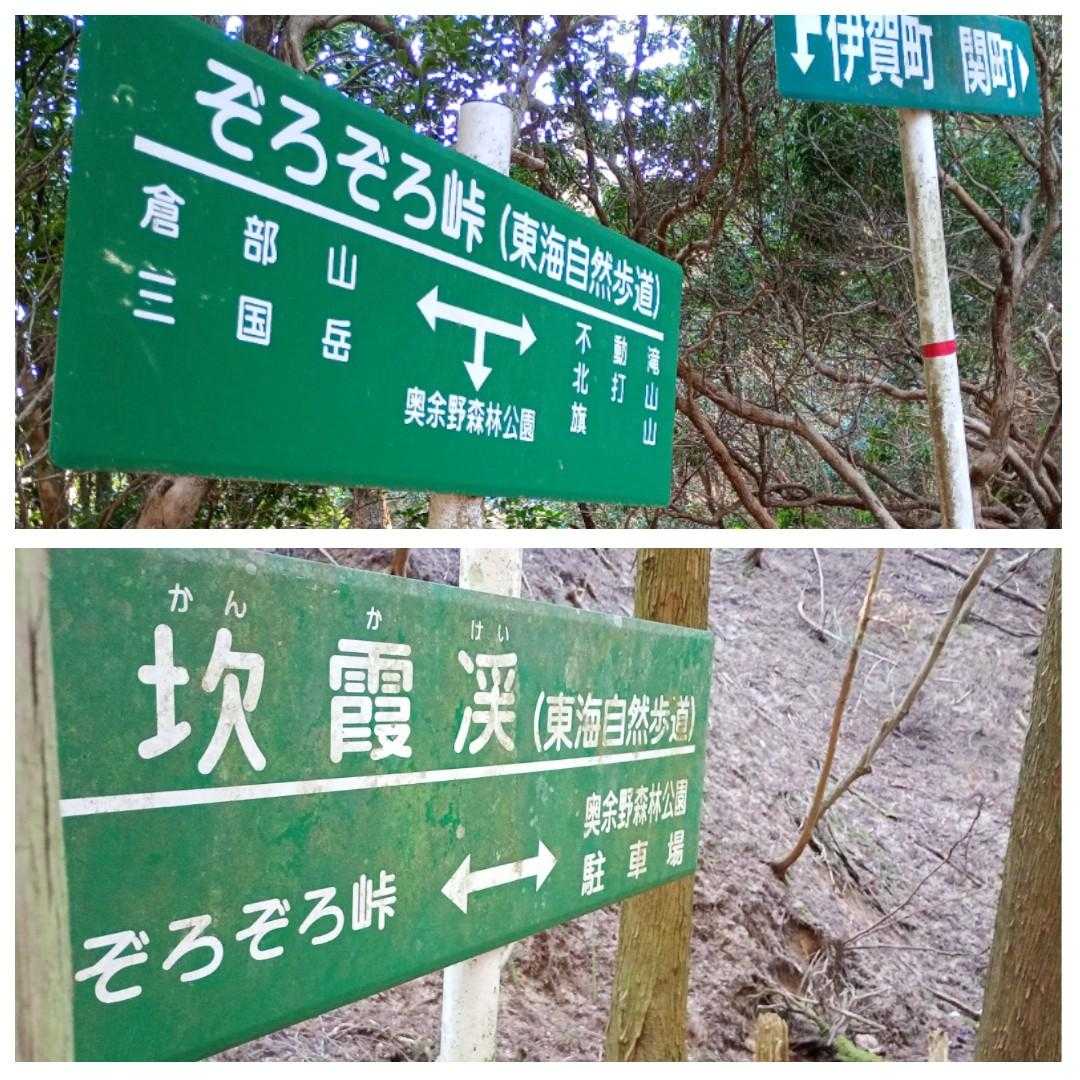 ぞろぞろ峠(東海自然歩道)
倉部山
三国岳
不動滝
北打山
旗山
奥余野森林公園
伊賀町 関町
かん か けい
坎霞渓(東海自然歩道)
ぞろぞろ峠
奥余野森林公園
駐車場